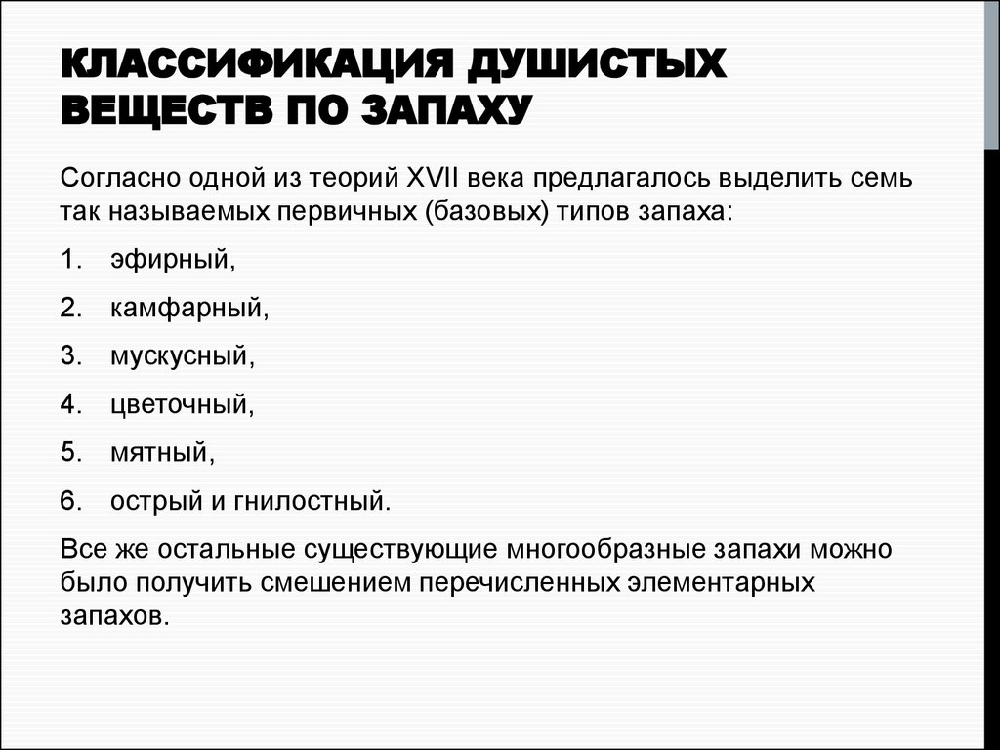 КЛАССИФИКАЦИЯ ДУШИСТЫХ
ВЕЩЕСТВ ПО ЗАПАХУ
Согласно одной из теорий XVII века предлагалось выделить семь
так называемых первичных (базовых) типов запаха:
1. эфирный,
2. камфарный,
3. мускусный,
4. цветочный,
5. мятный,
6. острый и гнилостный.
Все же остальные существующие многообразные запахи можно
было получить смешением перечисленных элементарных
запахов.